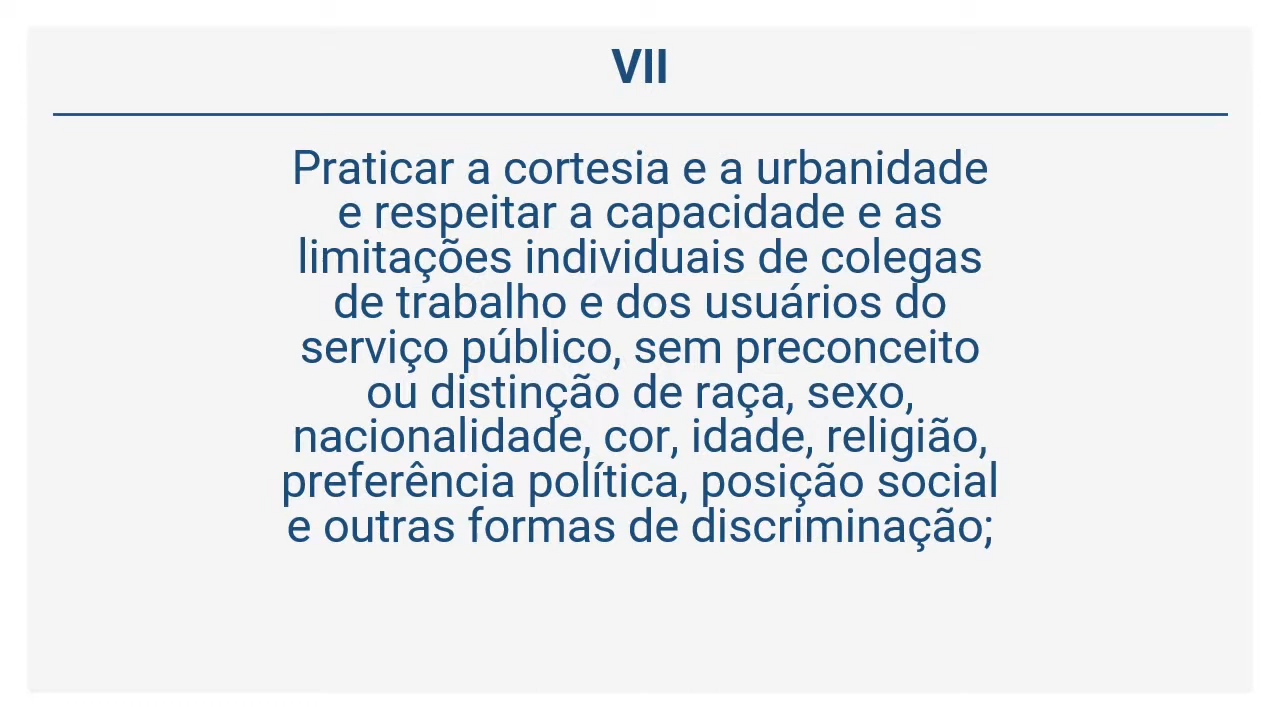 VII
Praticar a cortesia e a urbanidade
e respeitar a capacidade e as
limitações individuais de colegas
de trabalho e dos usuários do
serviço público, sem preconceito
ou distinção de raça, sexo,
nacionalidade, cor, idade, religião,
preferência política, posição social
e outras formas de discriminação;